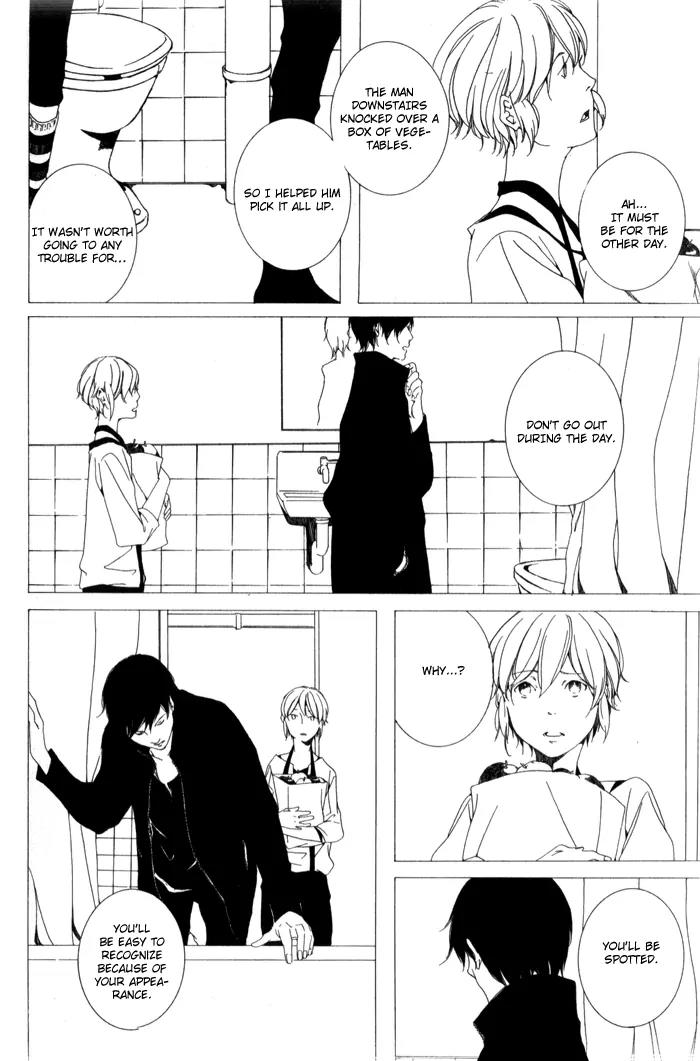 AH...
IT MUST
BE FOR THE
OTHER DAY.
THE MAN
DOWNSTAIRS
KNOCKED OVER A
BOX OF VEGE-
TABLES.
SO I HELPED HIM
PICK IT ALL UP.
IT WASN'T WORTH
GOING TO ANY
TROUBLE FOR...
DON'T GO OUT
DURING THE DAY.
WHY...?
YOU'LL BE
SPOTTED.
YOU'LL
BE EASY TO
RECOGNIZE
BECAUSE OF
YOUR APPEA-
RANCE.